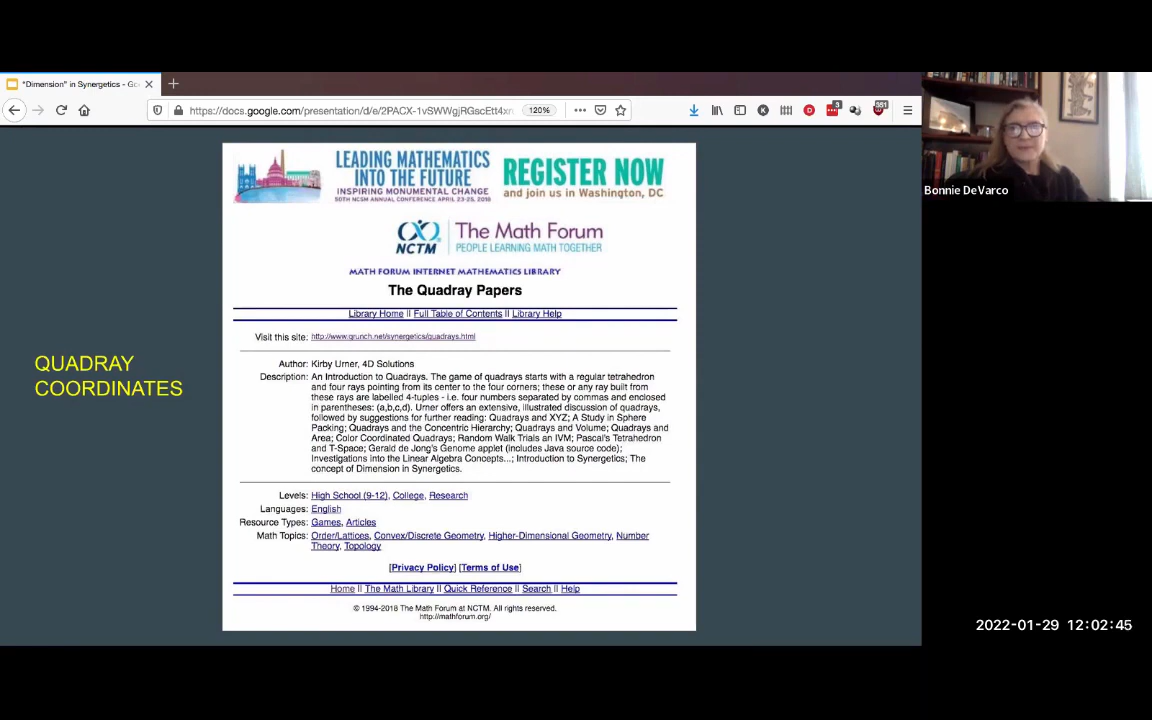 "Dimension" in Synergetics - Go
https://docs.google.com/presentation/d/e/2PACX-1vSWWgjRGscEtt4xr
120%
3
551
LEADING MATHEMATICS
INTO THE FUTURE
INSPIRING MONUMENTAL CHANGE
50TH NCSM ANNUAL CONFERENCE APRIL 23-25, 2018
REGISTER NOW
and join us in Washington, DC
NCTM
The Math Forum
PEOPLE LEARNING MATH TOGETHER
MATH FORUM INTERNET MATHEMATICS LIBRARY
The Quadray Papers
Library Home || Full Table of Contents || Library Help
Visit this site: http://www.grunch.net/synergetics/quadrays.html
Author: Kirby Urner, 4D Solutions
Description: An Introduction to Quadrays. The game of quadrays starts with a regular tetrahedron
and four rays pointing from its center to the four corners; these or any ray built from
these rays are labelled 4-tuples - i.e. four numbers separated by commas and enclosed
in parentheses: (a,b,c,d). Urner offers an extensive, illustrated discussion of quadrays,
followed by suggestions for further reading: Quadrays and XYZ; A Study in Sphere
Packing; Quadrays and the Concentric Hierarchy; Quadrays and Volume; Quadrays and
Area; Color Coordinated Quadrays; Random Walk Trials an IVM; Pascal's Tetrahedron
and T-Space; Gerald de Jong's Genome applet (includes Java source code);
Investigations into the Linear Algebra Concepts...; Introduction to Synergetics; The
concept of Dimension in Synergetics.
Levels: High School (9-12), College, Research
Languages: English
Resource Types: Games, Articles
Math Topics: Order/Lattices, Convex/Discrete Geometry, Higher-Dimensional Geometry, Number
Theory, Topology
[Privacy Policy] [Terms of Use]
Home || The Math Library || Quick Reference || Search || Help
© 1994-2018 The Math Forum at NCTM. All rights reserved.
http://mathforum.org/
QUADRAY
COORDINATES
Bonnie DeVarco
2022-01-29 12:02:45